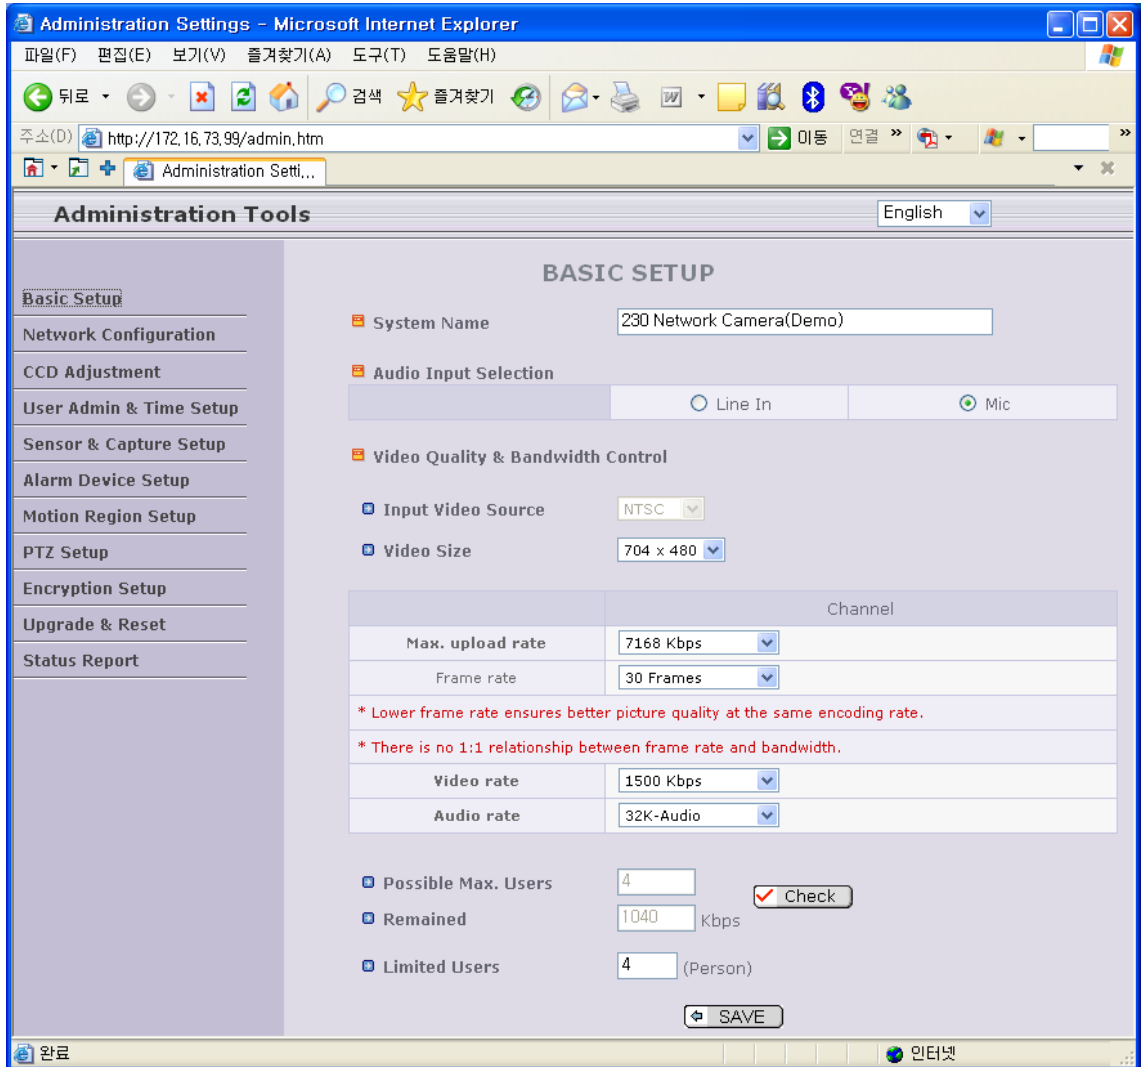 Administration Settings - Microsoft Internet Explorer
파일(F) 편집(E) 보기(V) 즐겨찾기(A) 도구(T) 도움말(H)
뒤로 검색 즐겨찾기
주소(D) http://172.16.73.99/admin.htm 이동 연결 »
Administration Setti...
Administration Tools English
Basic Setup
Network Configuration
CCD Adjustment
User Admin & Time Setup
Sensor & Capture Setup
Alarm Device Setup
Motion Region Setup
PTZ Setup
Encryption Setup
Upgrade & Reset
Status Report
BASIC SETUP
System Name 230 Network Camera(Demo)
Audio Input Selection
Line In Mic
Video Quality & Bandwidth Control
Input Video Source NTSC
Video Size 704 x 480
Channel
Max. upload rate 7168 Kbps
Frame rate 30 Frames
* Lower frame rate ensures better picture quality at the same encoding rate.
* There is no 1:1 relationship between frame rate and bandwidth.
Video rate 1500 Kbps
Audio rate 32K-Audio
Possible Max. Users 4 Check
Remained 1040 Kbps
Limited Users 4 (Person)
SAVE
완료 인터넷